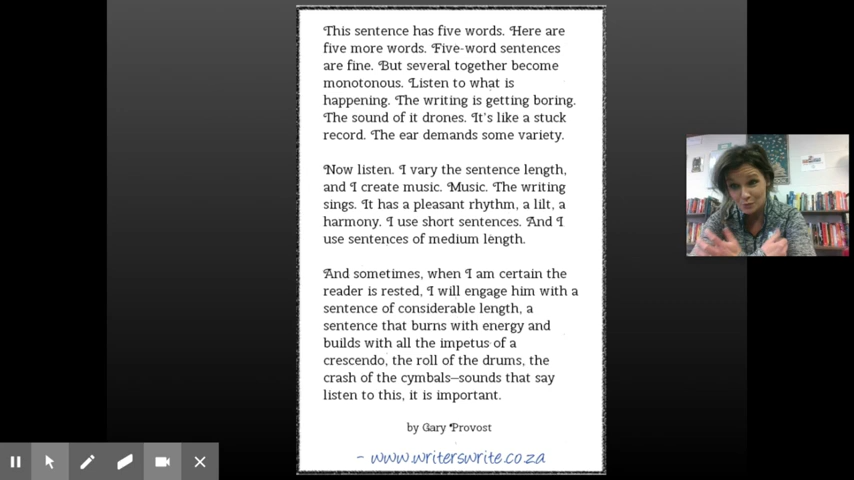 This sentence has five words. Here are
five more words. Five-word sentences
are fine. But several together become
monotonous. Listen to what is
happening. The writing is getting boring.
The sound of it drones. It's like a stuck
record. The ear demands some variety.
Now listen. I vary the sentence length,
and I create music. Music. The writing
sings. It has a pleasant rhythm, a lilt, a
harmony. I use short sentences. And I
use sentences of medium length.
And sometimes, when I am certain the
reader is rested, I will engage him with a
sentence of considerable length, a
sentence that burns with energy and
builds with all the impetus of a
crescendo, the roll of the drums, the
crash of the cymbals—sounds that say
listen to this, it is important.
by Gary Provost
- www.writerswrite.co.za